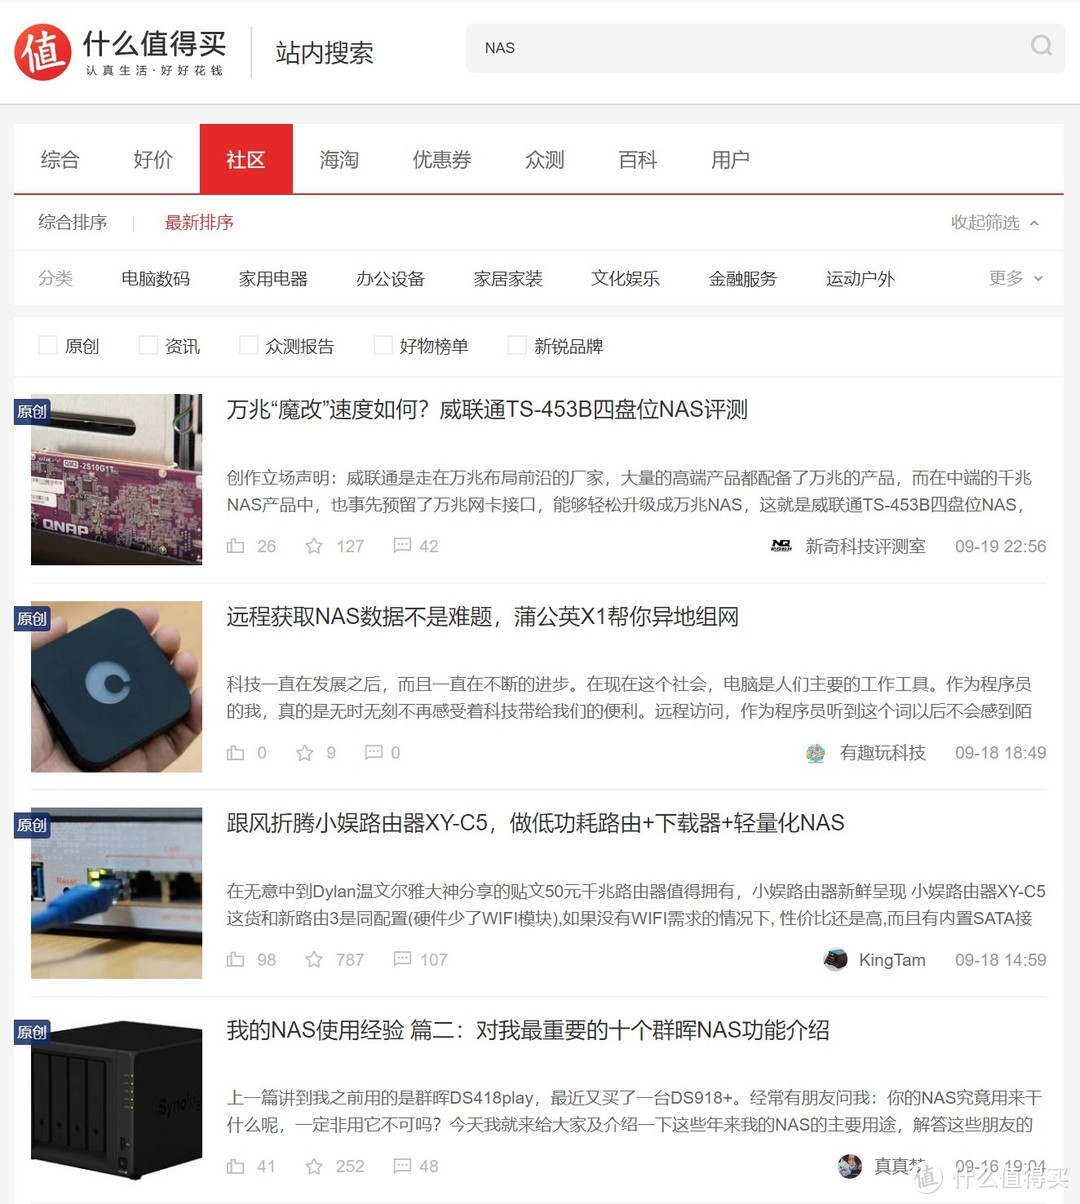 值 什么值得买 站内搜索 NAS
认真生活·好好花钱
综合 好价 社区 海淘 优惠券 众测 百科 用户
综合排序 最新排序 收起筛选
分类 电脑数码 家用电器 办公设备 家居家装 文化娱乐 金融服务 运动户外 更多
原创 资讯 众测报告 好物榜单 新锐品牌
原创
QM2-2S10G1T
QNAP
万兆“魔改”速度如何？威联通TS-453B四盘位NAS评测
创作立场声明：威联通是走在万兆布局前沿的厂家，大量的高端产品都配备了万兆的产品，而在中端的千兆
NAS产品中，也事先预留了万兆网卡接口，能够轻松升级成万兆NAS，这就是威联通TS-453B四盘位NAS，
26 127 42 新奇科技评测室 09-19 22:56
原创
远程获取NAS数据不是难题，蒲公英X1帮你异地组网
科技一直在发展之后，而且一直在不断的进步。在现在这个社会，电脑是人们主要的工作工具。作为程序员
的我，真的是无时无刻不再感受着科技带给我们的便利。远程访问，作为程序员听到这个词以后不会感到陌
0 9 0 有趣玩科技 09-18 18:49
原创
Reset
跟风折腾小娱路由器XY-C5，做低功耗路由+下载器+轻量化NAS
在无意中到Dylan温文尔雅大神分享的贴文50元千兆路由器值得拥有，小娱路由器新鲜呈现 小娱路由器XY-C5
这货和新路由3是同配置(硬件少了WIFI模块),如果没有WIFI需求的情况下, 性价比还是高,而且有内置SATA接
98 787 107 KingTam 09-18 14:59
原创
Synolo
我的NAS使用经验 篇二：对我最重要的十个群晖NAS功能介绍
上一篇讲到我之前用的是群晖DS418play，最近又买了一台DS918+。经常有朋友问我：你的NAS究竟用来干
什么呢，一定非用它不可吗？今天我就来给大家及介绍一下这些年来我的NAS的主要用途，解答这些朋友的
41 252 48 真真梦 09-16 19:04
值 什么值得买